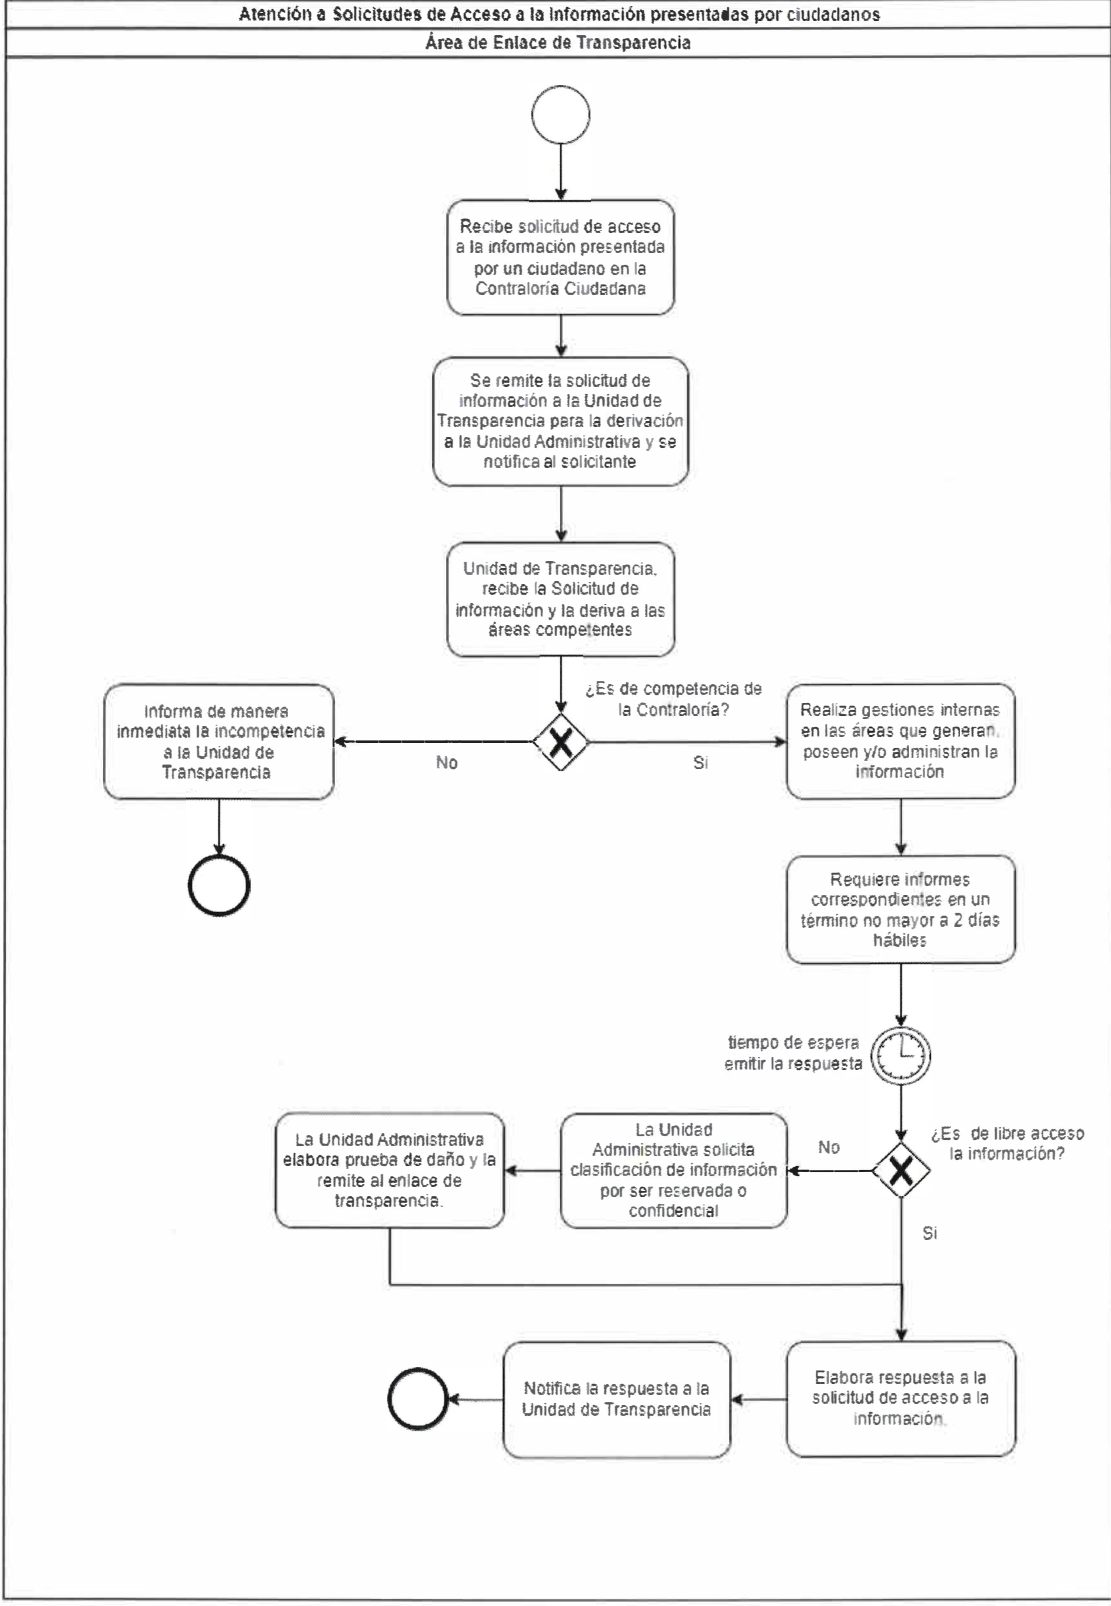 Atención a Solicitudes de Acceso a la Información presentadas por ciudadanos
Área de Enlace de Transparencia
Recibe solicitud de acceso
a la información presentada
por un ciudadano en la
Contraloría Ciudadana
Se remite la solicitud de
información a la Unidad de
Transparencia para la derivación
a la Unidad Administrativa y se
notifica al solicitante
Unidad de Transparencia,
recibe la Solicitud de
información y la deriva a las
áreas competentes
¿Es de competencia de
la Contraloría?
No
Si
Informa de manera
inmediata la incompetencia
a la Unidad de
Transparencia
Realiza gestiones internas
en las áreas que generan,
poseen y/o administran la
información
Requiere informes
correspondientes en un
término no mayor a 2 días
hábiles
tiempo de espera
emitir la respuesta
¿Es de libre acceso
la información?
No
Si
La Unidad
Administrativa solicita
clasificación de información
por ser reservada o
confidencial
La Unidad Administrativa
elabora prueba de daño y la
remite al enlace de
transparencia.
Elabora respuesta a la
solicitud de acceso a la
información.
Notifica la respuesta a la
Unidad de Transparencia